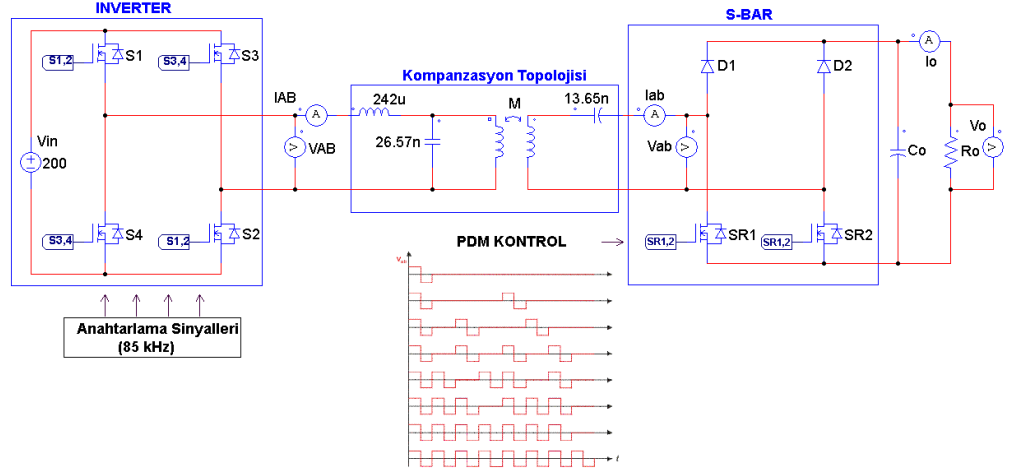 INVERTER
S-BAR
S1
S3
S1,2
S3,4
Vin
200
S3,4
S4
S1,2
S2
IAB
A
V
VAB
Kompanzasyon Topolojisi
242u
26.57n
M
13.65n
Iab
A
V
Vab
D1
D2
SR1,2
SR1
SR1,2
SR2
Co
A
Io
Ro
Vo
V
Anahtarlama Sinyalleri
(85 kHz)
PDM KONTROL
VAB
t